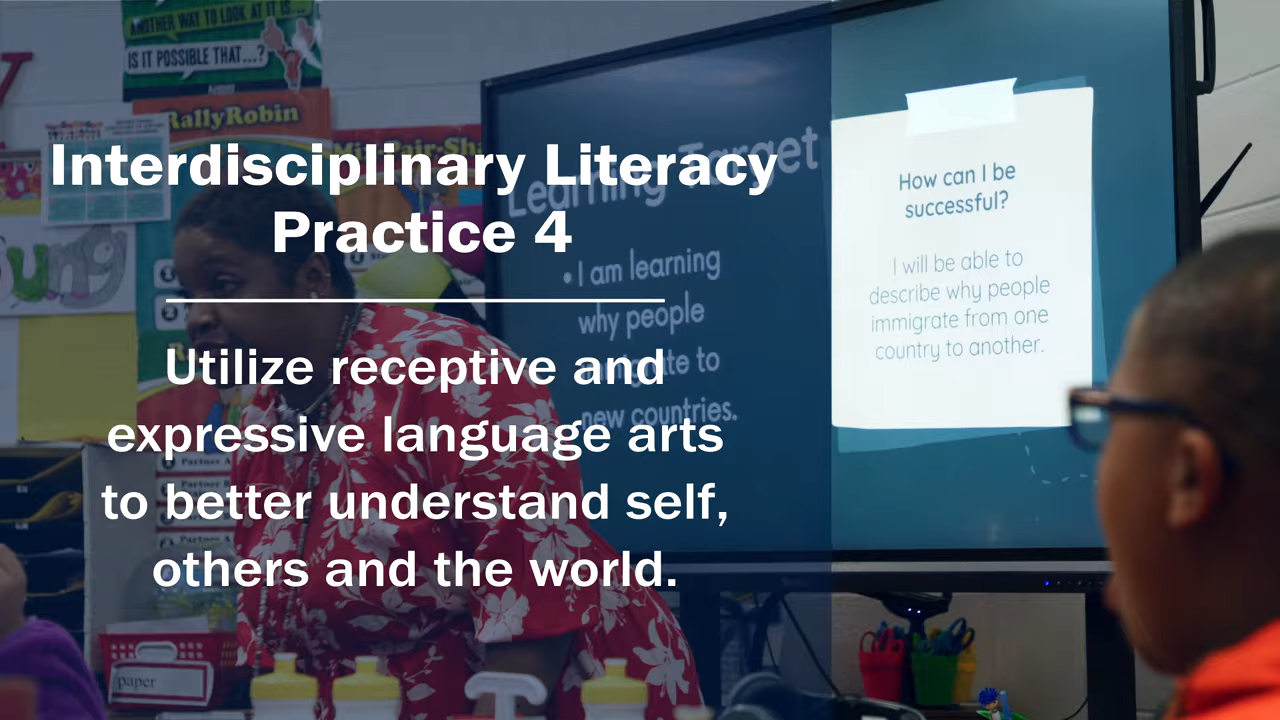 ANOTHER WAY TO LOOK AT IT IS...
IS IT POSSIBLE THAT...?
RallyRobin
Interdisciplinary Literacy
Practice 4
Utilize receptive and
expressive language arts
to better understand self,
others and the world.
Learning Target
• I am learning
why people
to
new countries.
How can I be
successful?
I will be able to
describe why people
immigrate from one
country to another.
Partner A
paper